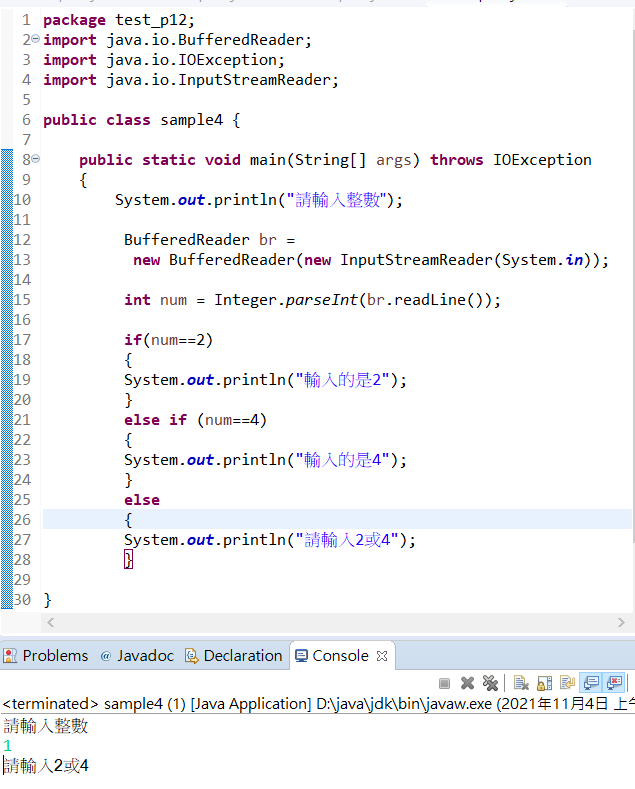 1 package test_p12;
2 import java.io.BufferedReader;
3 import java.io.IOException;
4 import java.io.InputStreamReader;
5
6 public class sample4 {
7
8 public static void main(String[] args) throws IOException
9 {
10 System.out.println("請輸入整數");
11
12 BufferedReader br =
13 new BufferedReader(new InputStreamReader(System.in));
14
15 int num = Integer.parseInt(br.readLine());
16
17 if(num==2)
18 {
19 System.out.println("輸入的是2");
20 }
21 else if (num==4)
22 {
23 System.out.println("輸入的是4");
24 }
25 else
26 {
27 System.out.println("請輸入2或4");
28 }
29
30 }
Problems @ Javadoc Declaration Console
<terminated> sample4 (1) [Java Application] D:\java\jdk\bin\javaw.exe (2021年11月4日 上
請輸入整數
1
請輸入2或4